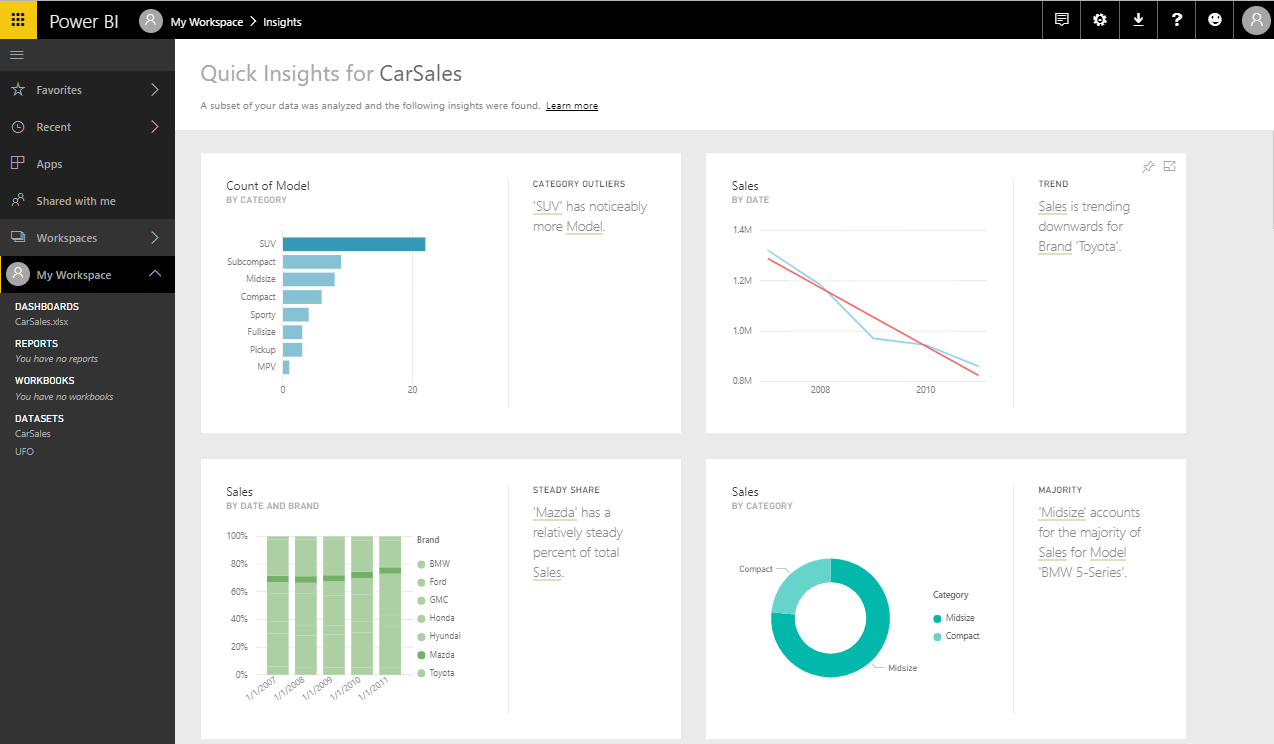 Power BI
My Workspace > Insights
Favorites
Recent
Apps
Shared with me
Workspaces
My Workspace
DASHBOARDS
CarSales.xlsx
REPORTS
You have no reports
WORKBOOKS
You have no workbooks
DATASETS
CarSales
UFO
Quick Insights for CarSales
A subset of your data was analyzed and the following insights were found. Learn more
Count of Model
BY CATEGORY
SUV
Subcompact
Midsize
Compact
Sporty
Fullsize
Pickup
MPV
0
20
CATEGORY OUTLIERS
'SUV' has noticeably
more Model.
Sales
BY DATE
1.4M
1.2M
1.0M
0.8M
2008
2010
TREND
Sales is trending
downwards for
Brand 'Toyota'.
Sales
BY DATE AND BRAND
100%
80%
60%
40%
20%
0%
1/1/2007
1/1/2008
1/1/2009
1/1/2010
1/1/2011
Brand
BMW
Ford
GMC
Honda
Hyundai
Mazda
Toyota
STEADY SHARE
'Mazda' has a
relatively steady
percent of total
Sales.
Sales
BY CATEGORY
Compact
Midsize
Category
Midsize
Compact
MAJORITY
'Midsize' accounts
for the majority of
Sales for Model
'BMW 5-Series'.